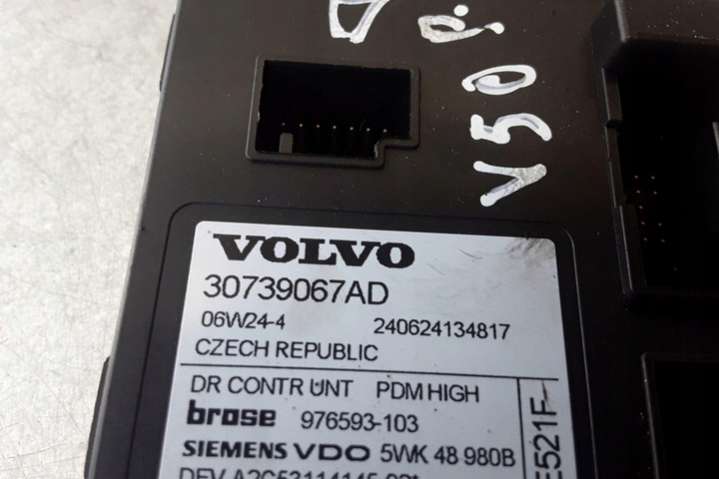 V50
VOLVO
30739067AD
06W24-4 240624134817
CZECH REPUBLIC
DR CONTR UNT PDM HIGH
brose 976593-103
SIEMENS VDO 5WK 48 980B
E521F